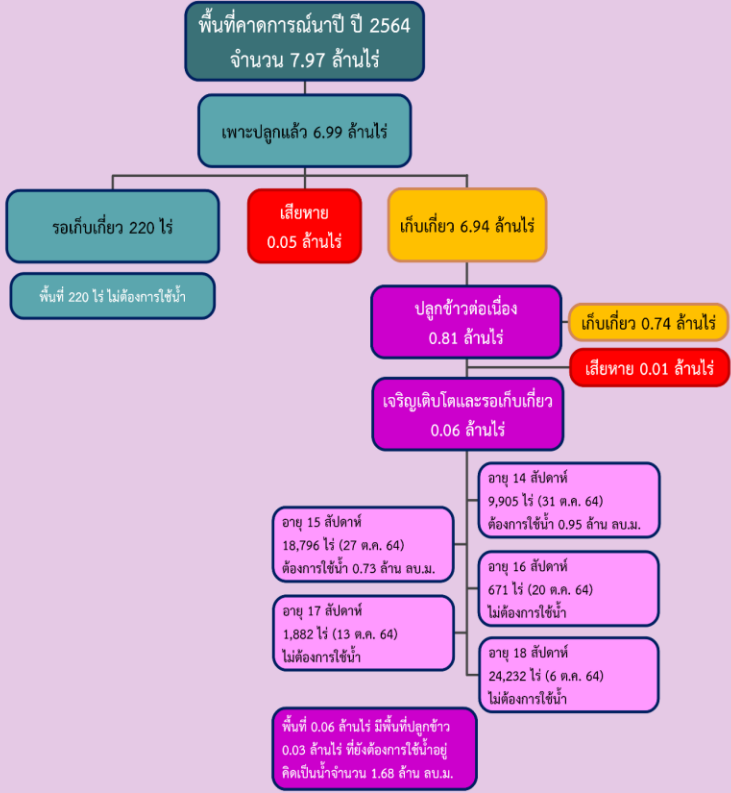 พื้นที่คาดการณ์นาปี ปี 2564
จำนวน 7.97 ล้านไร่
เพาะปลูกแล้ว 6.99 ล้านไร่
รอเก็บเกี่ยว 220 ไร่
เสียหาย
0.05 ล้านไร่
เก็บเกี่ยว 6.94 ล้านไร่
พื้นที่ 220 ไร่ ไม่ต้องการใช้น้ำ
ปลูกข้าวต่อเนื่อง
0.81 ล้านไร่
เก็บเกี่ยว 0.74 ล้านไร่
เสียหาย 0.01 ล้านไร่
เจริญเติบโตและรอเก็บเกี่ยว
0.06 ล้านไร่
อายุ 14 สัปดาห์
9,905 ไร่ (31 ต.ค. 64)
ต้องการใช้น้ำ 0.95 ล้าน ลบ.ม.
อายุ 15 สัปดาห์
18,796 ไร่ (27 ต.ค. 64)
ต้องการใช้น้ำ 0.73 ล้าน ลบ.ม.
อายุ 16 สัปดาห์
671 ไร่ (20 ต.ค. 64)
ไม่ต้องการใช้น้ำ
อายุ 17 สัปดาห์
1,882 ไร่ (13 ต.ค. 64)
ไม่ต้องการใช้น้ำ
อายุ 18 สัปดาห์
24,232 ไร่ (6 ต.ค. 64)
ไม่ต้องการใช้น้ำ
พื้นที่ 0.06 ล้านไร่ มีพื้นที่ปลูกข้าว
0.03 ล้านไร่ ที่ยังต้องการใช้น้ำอยู่
คิดเป็นน้ำจำนวน 1.68 ล้าน ลบ.ม.